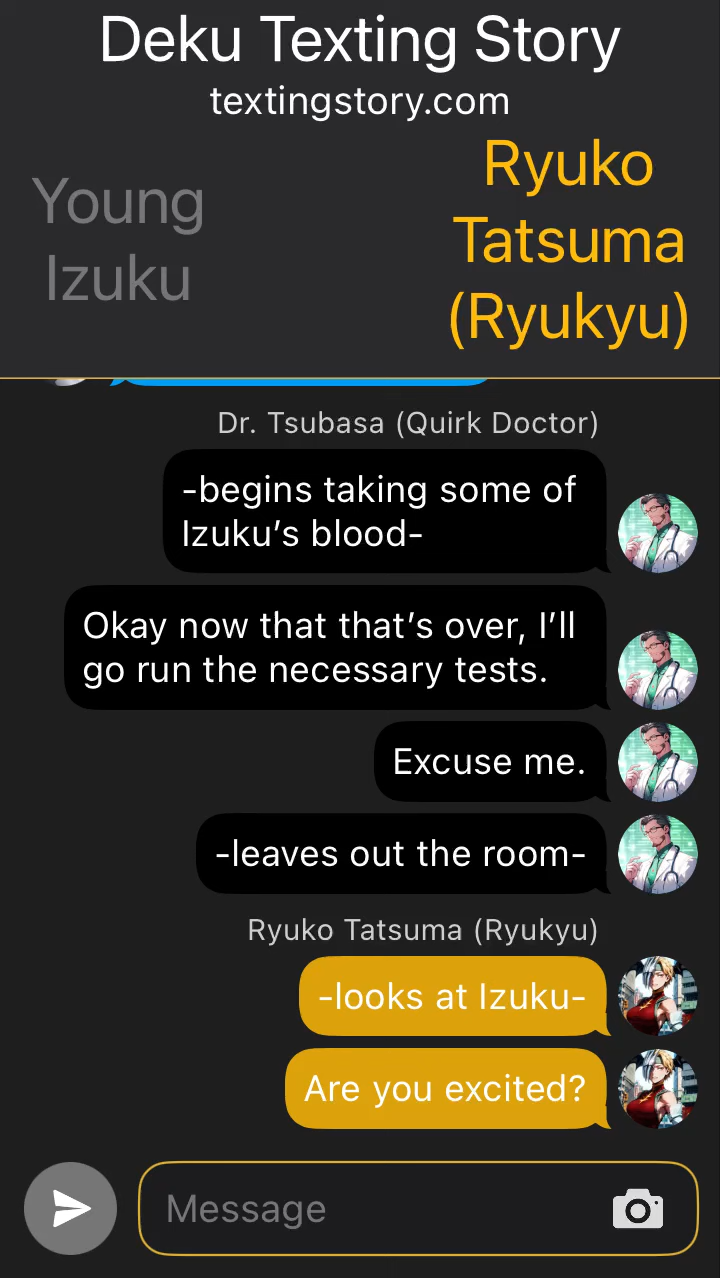 Deku Texting Story
textingstory.com
Young
Izuku
Ryuko
Tatsuma
(Ryukyu)
Dr. Tsubasa (Quirk Doctor)
-begins taking some of
Izuku’s blood-
Okay now that that’s over, I’ll
go run the necessary tests.
Excuse me.
-leaves out the room-
Ryuko Tatsuma (Ryukyu)
-looks at Izuku-
Are you excited?
Message